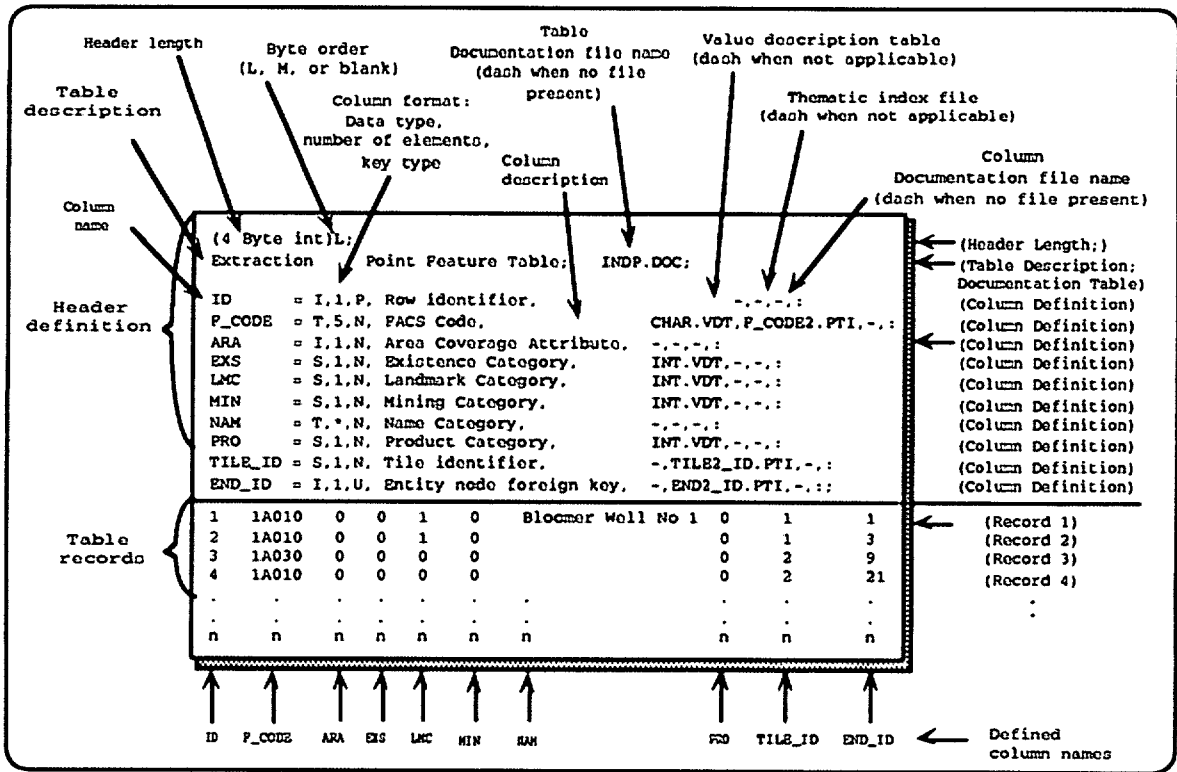 Header length
Byte order
(L, M, or blank)
Table
Documentation file name
(dash when no file
present)
Value description table
(dash when not applicable)
Table
description
Column format:
Data type,
number of elements,
key type
Thematic index file
(dash when not applicable)
Column
description
Column
Documentation file name
(dash when no file present)
Column
name
(4 Byte int)L;
(Header Length;)
Extraction Point Feature Table; INDP.DOC;
(Table Description;
Documentation Table)
Header
definition
ID = I,1,P, Row identifier, -,-,-,:
(Column Definition)
P_CODE = T,5,N, FACS Code, CHAR.VDT,P_CODE2.PTI,-,:
(Column Definition)
ARA = I,1,N, Area Coverage Attribute, -,-,-,:
(Column Definition)
EXS = S,1,N, Existence Category, INT.VDT,-,-,:
(Column Definition)
LMC = S,1,N, Landmark Category, INT.VDT,-,-,:
(Column Definition)
MIN = S,1,N, Mining Category, INT.VDT,-,-,:
(Column Definition)
NAM = T,*,N, Name Category, -,-,-,:
(Column Definition)
PRO = S,1,N, Product Category, INT.VDT,-,-,:
(Column Definition)
TILE_ID = S,1,N, Tile identifier, -,TILE2_ID.PTI,-,:
(Column Definition)
END_ID = I,1,U, Entity node foreign key, -,END2_ID.PTI,-,:;
(Column Definition)
Table
records
1 1A010 0 0 1 0 Bloomer Well No 1 0 1 1
(Record 1)
2 1A010 0 0 1 0 0 1 3
(Record 2)
3 1A030 0 0 0 0 0 2 9
(Record 3)
4 1A010 0 0 0 0 0 2 21
(Record 4)
. . . . . . . . . .
. . . . . . . . . .
n n n n n n n n n n
ID P_CODE ARA EXS LMC MIN NAM PRO TILE_ID END_ID
Defined
column names